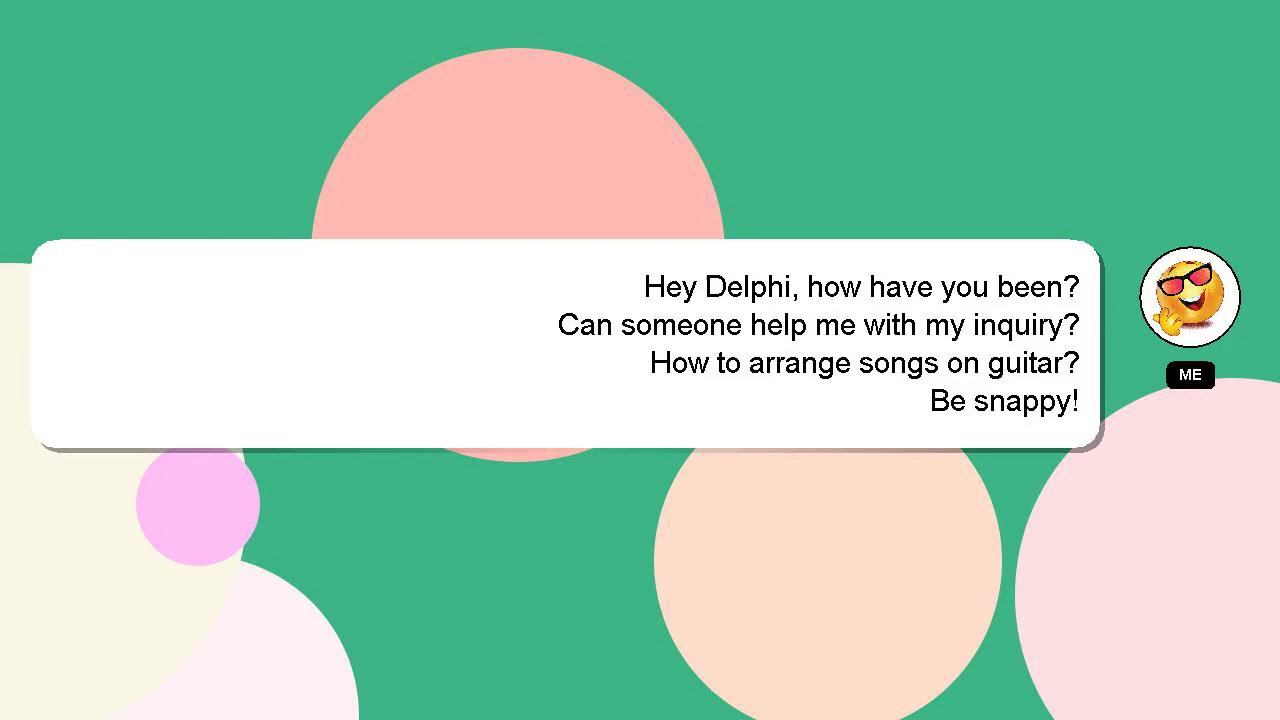 Hey Delphi, how have you been?
Can someone help me with my inquiry?
How to arrange songs on guitar?
Be snappy!
ME